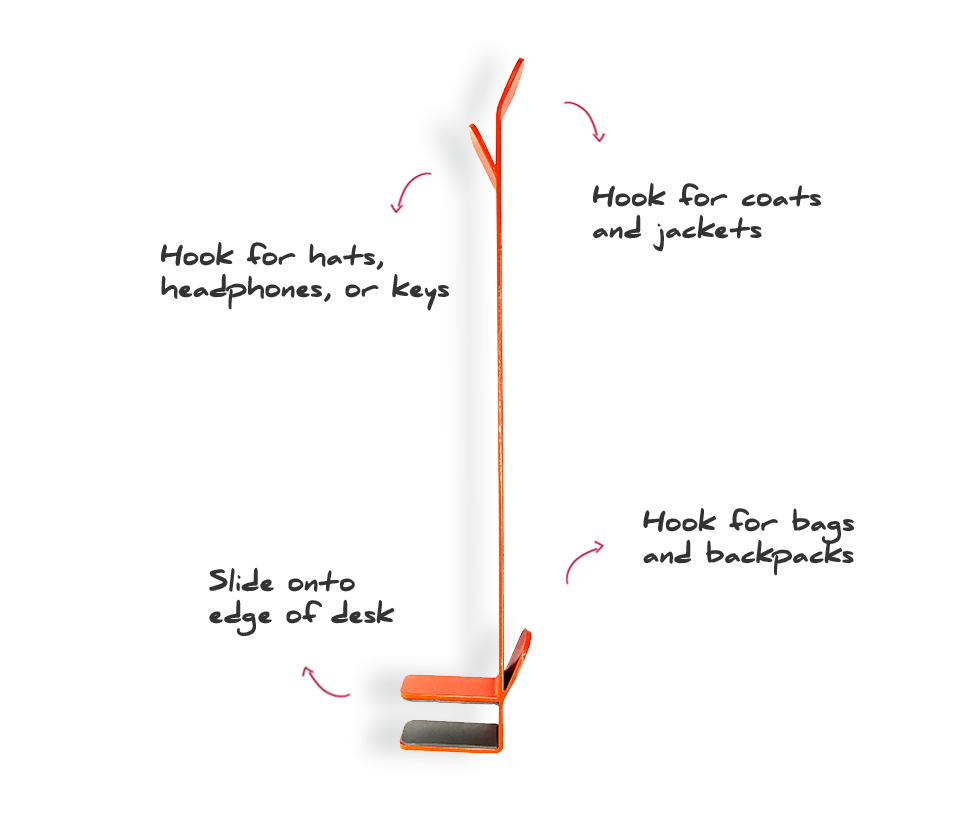 Hook for coats
and jackets
Hook for hats,
headphones, or keys
Hook for bags
and backpacks
Slide onto
edge of desk